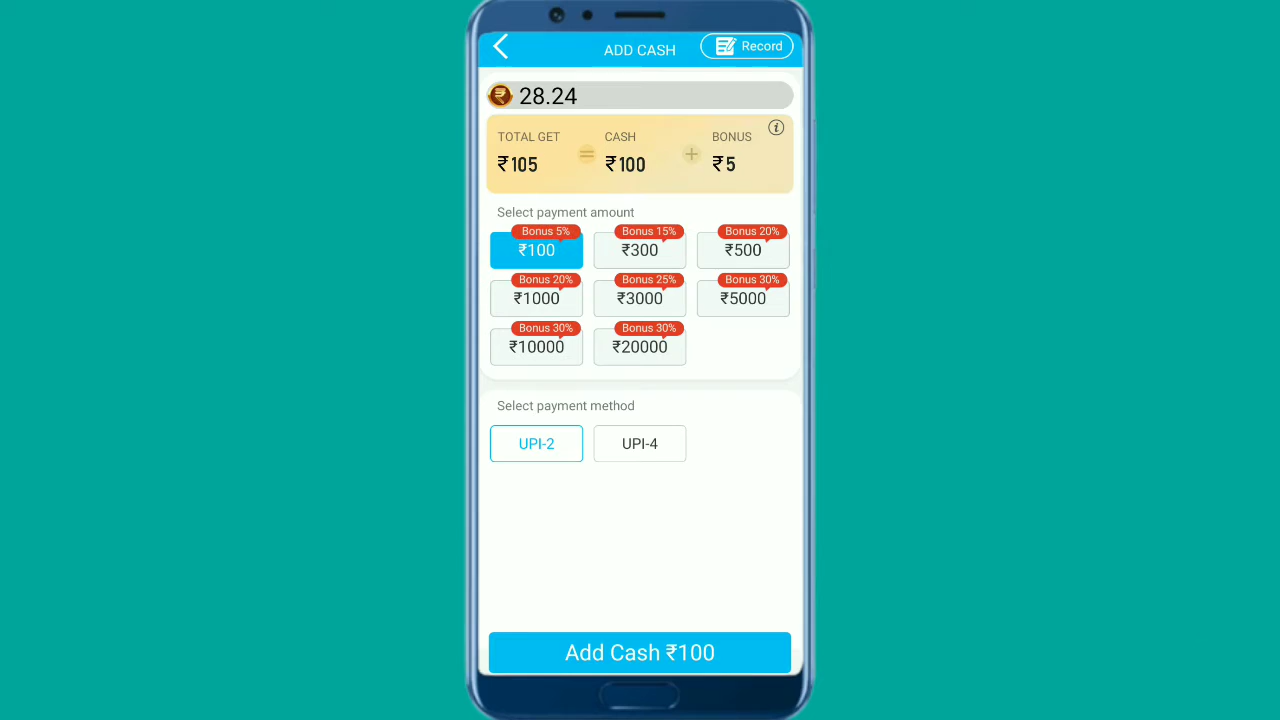 ADD CASH
Record
28.24
TOTAL GET = CASH + BONUS
₹105 ₹100 ₹5
Select payment amount
Bonus 5% Bonus 15% Bonus 20%
₹100 ₹300 ₹500
Bonus 20% Bonus 25% Bonus 30%
₹1000 ₹3000 ₹5000
Bonus 30% Bonus 30%
₹10000 ₹20000
Select payment method
UPI-2 UPI-4
Add Cash ₹100